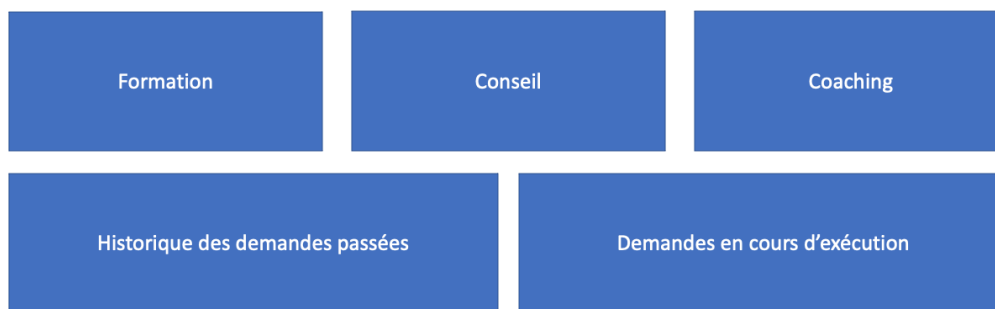 Formation
Conseil
Coaching
Historique des demandes passées
Demandes en cours d’exécution